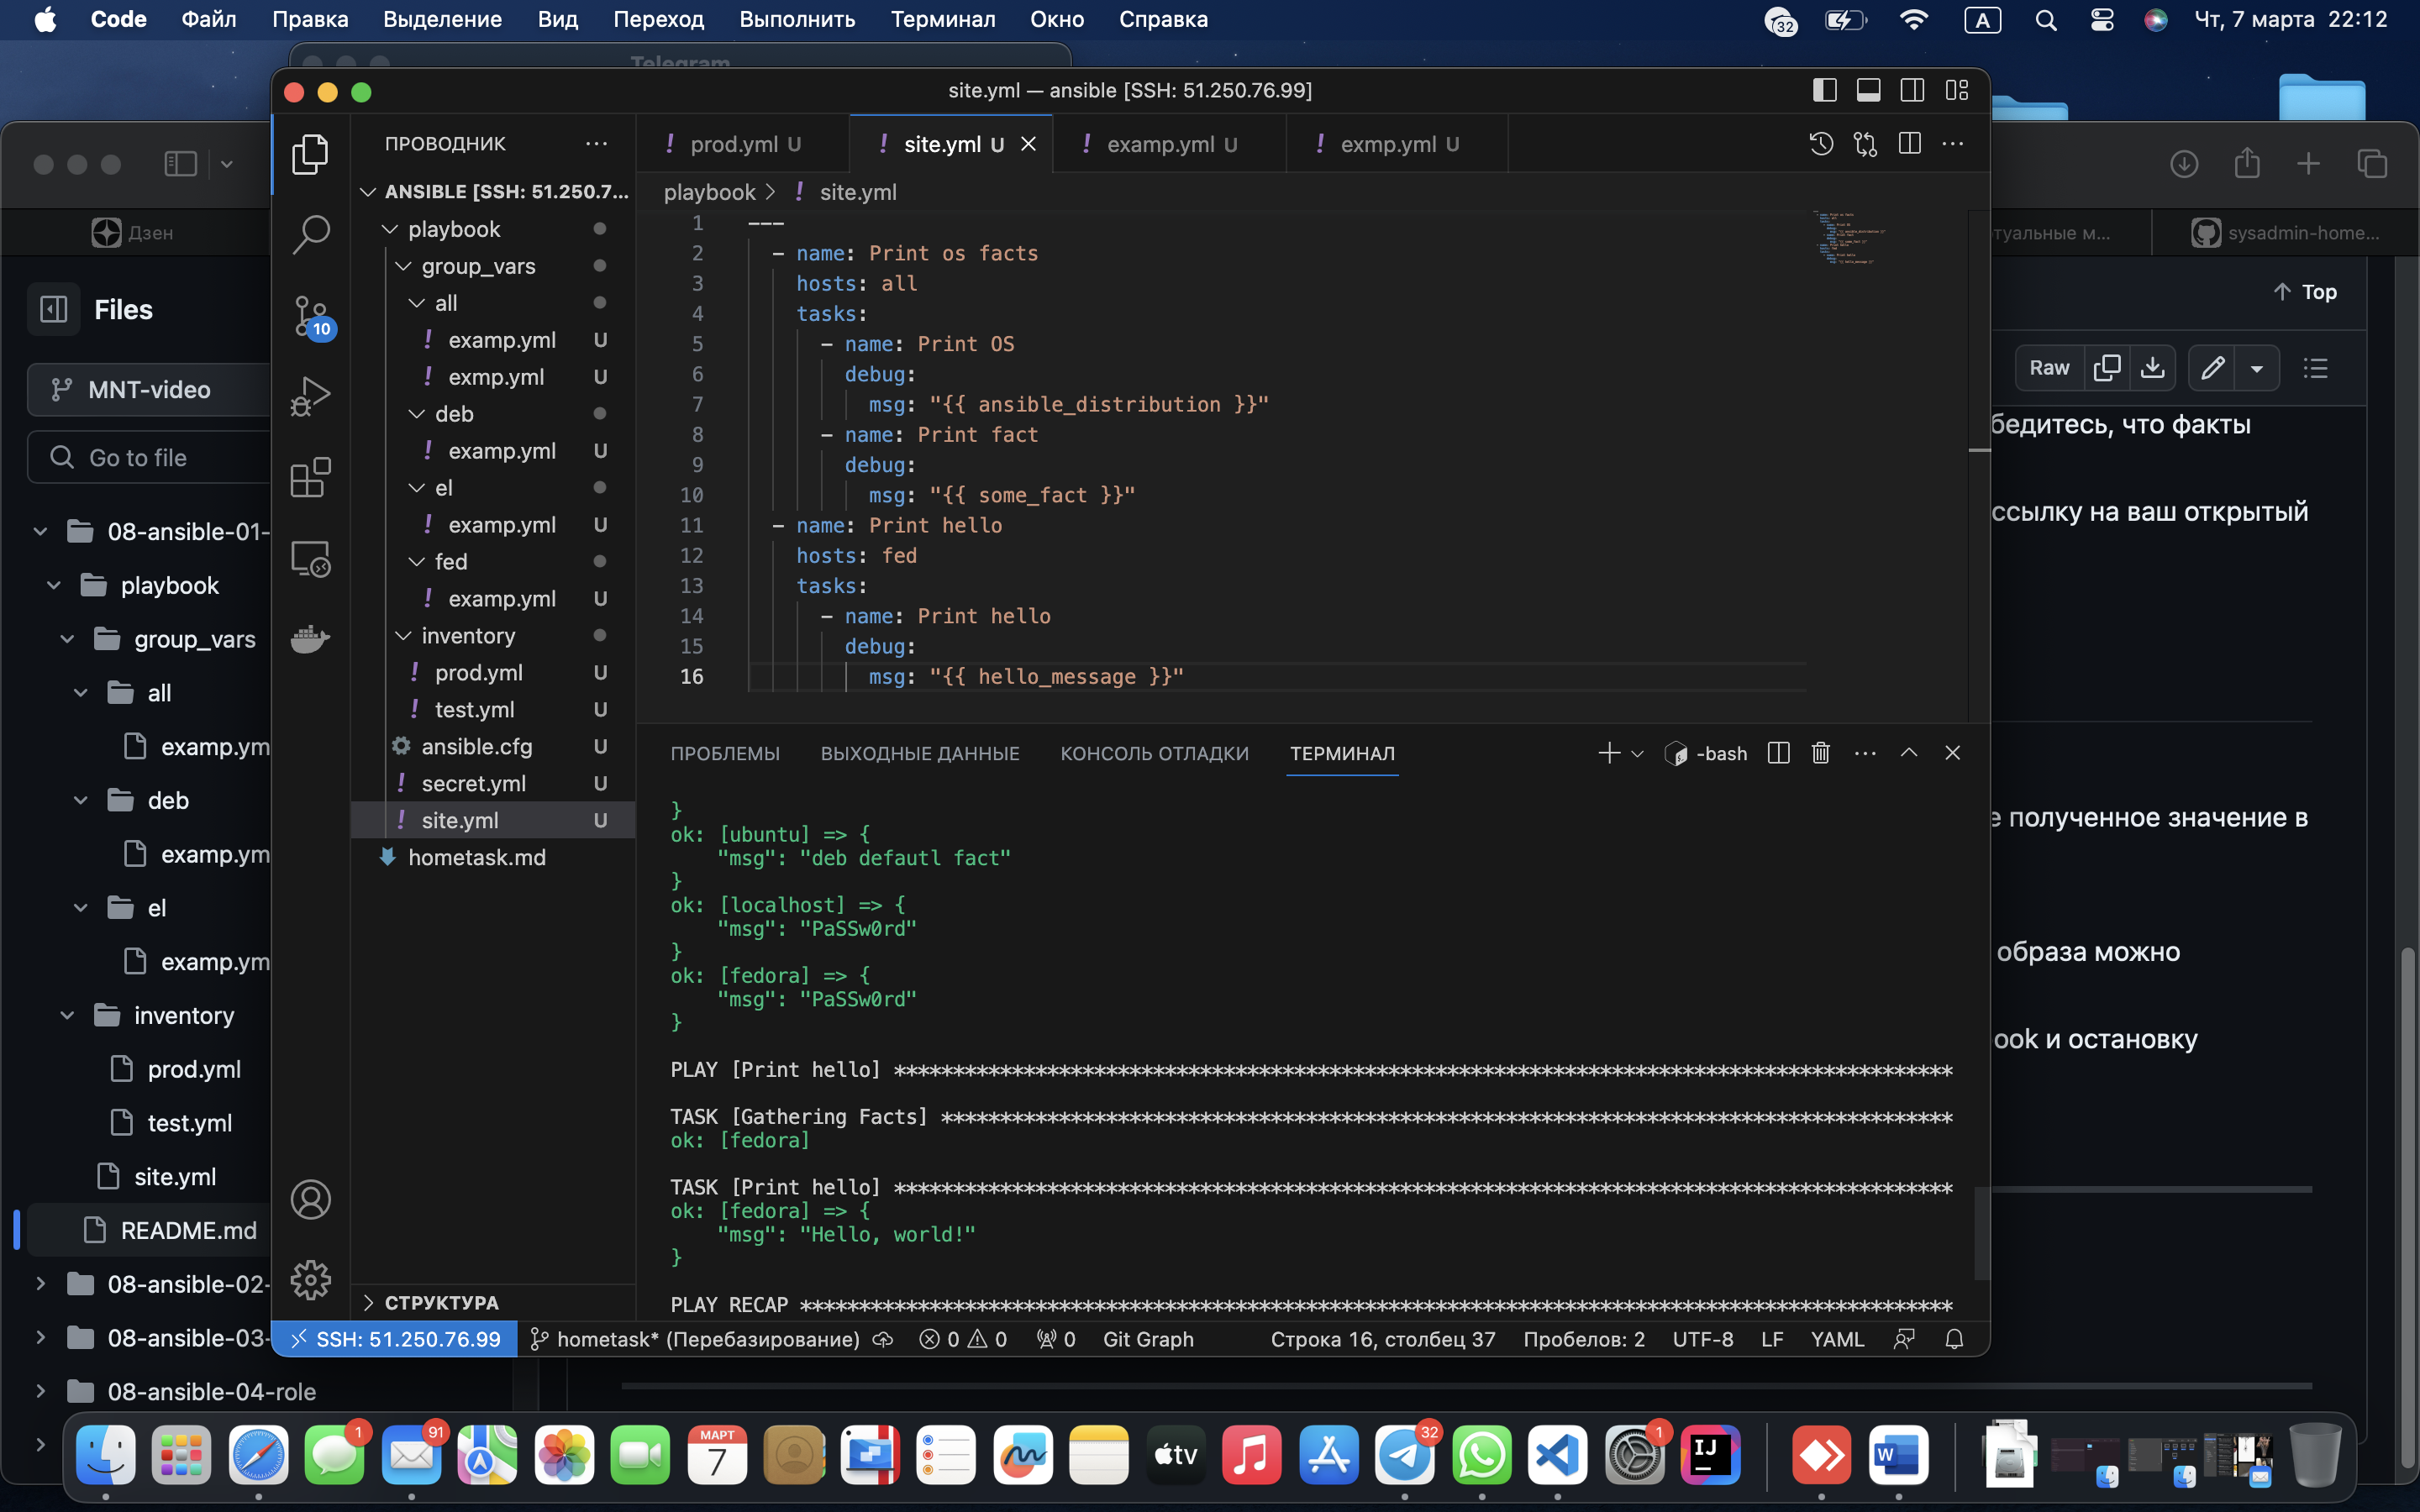 Code Файл Правка Выделение Вид Переход Выполнить Терминал Окно Справка
32 A Чт, 7 марта 22:12
Telegram
site.yml — ansible [SSH: 51.250.76.99]
Дзен
туальные м...
sysadmin-home...
Files
MNT-video
Go to file
08-ansible-01-
playbook
group_vars
all
examp.ym
deb
examp.ym
el
examp.ym
inventory
prod.yml
test.yml
site.yml
README.md
08-ansible-02-
08-ansible-03-
08-ansible-04-role
ПРОВОДНИК
10
ANSIBLE [SSH: 51.250.7...
playbook
group_vars
all
examp.yml U
exmp.yml U
deb
examp.yml U
el
examp.yml U
fed
examp.yml U
inventory
prod.yml U
test.yml U
ansible.cfg U
secret.yml U
site.yml U
hometask.md
СТРУКТУРА
prod.yml U
site.yml U
examp.yml U
exmp.yml U
playbook > site.yml
1 ---
2 - name: Print os facts
3 hosts: all
4 tasks:
5 - name: Print OS
6 debug:
7 msg: "{{ ansible_distribution }}"
8 - name: Print fact
9 debug:
10 msg: "{{ some_fact }}"
11 - name: Print hello
12 hosts: fed
13 tasks:
14 - name: Print hello
15 debug:
16 msg: "{{ hello_message }}"
ПРОБЛЕМЫ ВЫХОДНЫЕ ДАННЫЕ КОНСОЛЬ ОТЛАДКИ ТЕРМИНАЛ -bash
}
ok: [ubuntu] => {
"msg": "deb defautl fact"
}
ok: [localhost] => {
"msg": "PaSSw0rd"
}
ok: [fedora] => {
"msg": "PaSSw0rd"
}
PLAY [Print hello] ******************************************************************************************
TASK [Gathering Facts] **************************************************************************************
ok: [fedora]
TASK [Print hello] ******************************************************************************************
ok: [fedora] => {
"msg": "Hello, world!"
}
PLAY RECAP **************************************************************************************************
SSH: 51.250.76.99 hometask* (Перебазирование) 0 0 0 Git Graph Строка 16, столбец 37 Пробелов: 2 UTF-8 LF YAML
Top
Raw
бедитесь, что факты
ссылку на ваш открытый
е полученное значение в
образа можно
ook и остановку
1
91
МАРТ
7
tv
32
1
IJ
W